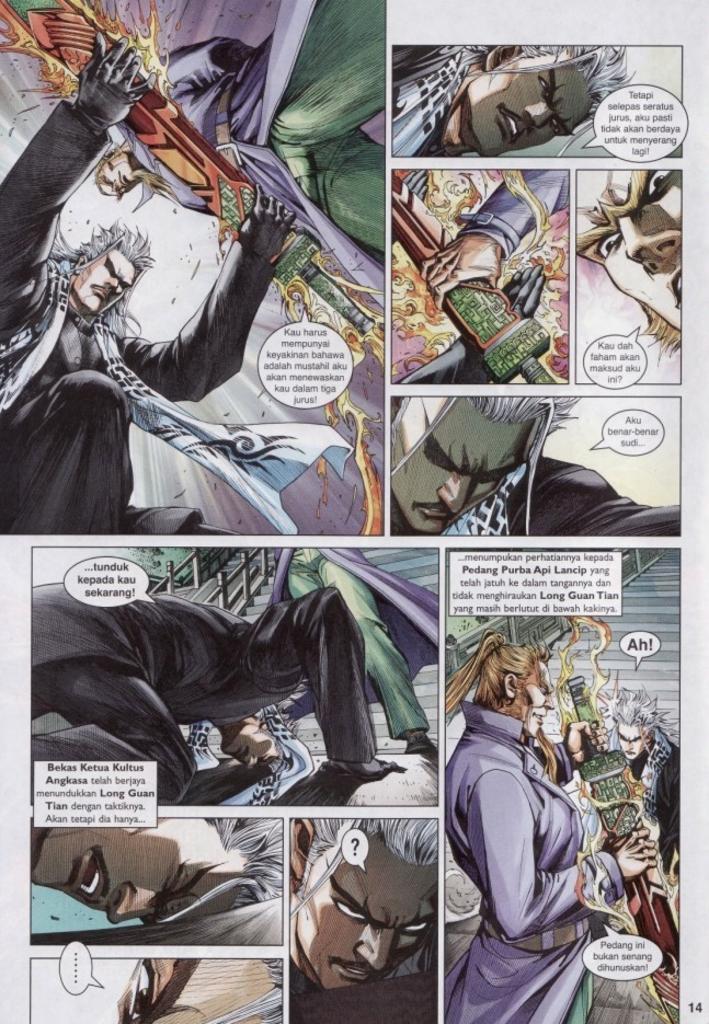 Kau harus
mempunyai
keyakinan bahawa
adalah mustahil aku
akan menewaskan
kau dalam tiga
jurus!
Tetapi
selepas seratus
jurus, aku pasti
tidak akan berdaya
untuk menyerang
lagi!
Kau dah
faham akan
maksud aku
ini?
Aku
benar-benar
sudi...
...tunduk
kepada kau
sekarang!
Bekas Ketua Kultus
Angkasa telah berjaya
menundukkan Long Guan
Tian dengan taktiknya.
Akan tetapi dia hanya...
?
......
...menumpukan perhatiannya kepada
Pedang Purba Api Lancip yang
telah jatuh ke dalam tangannya dan
tidak menghiraukan Long Guan Tian
yang masih berlutut di bawah kakinya.
Ah!
Pedang ini
bukan senang
dihunuskan!
14